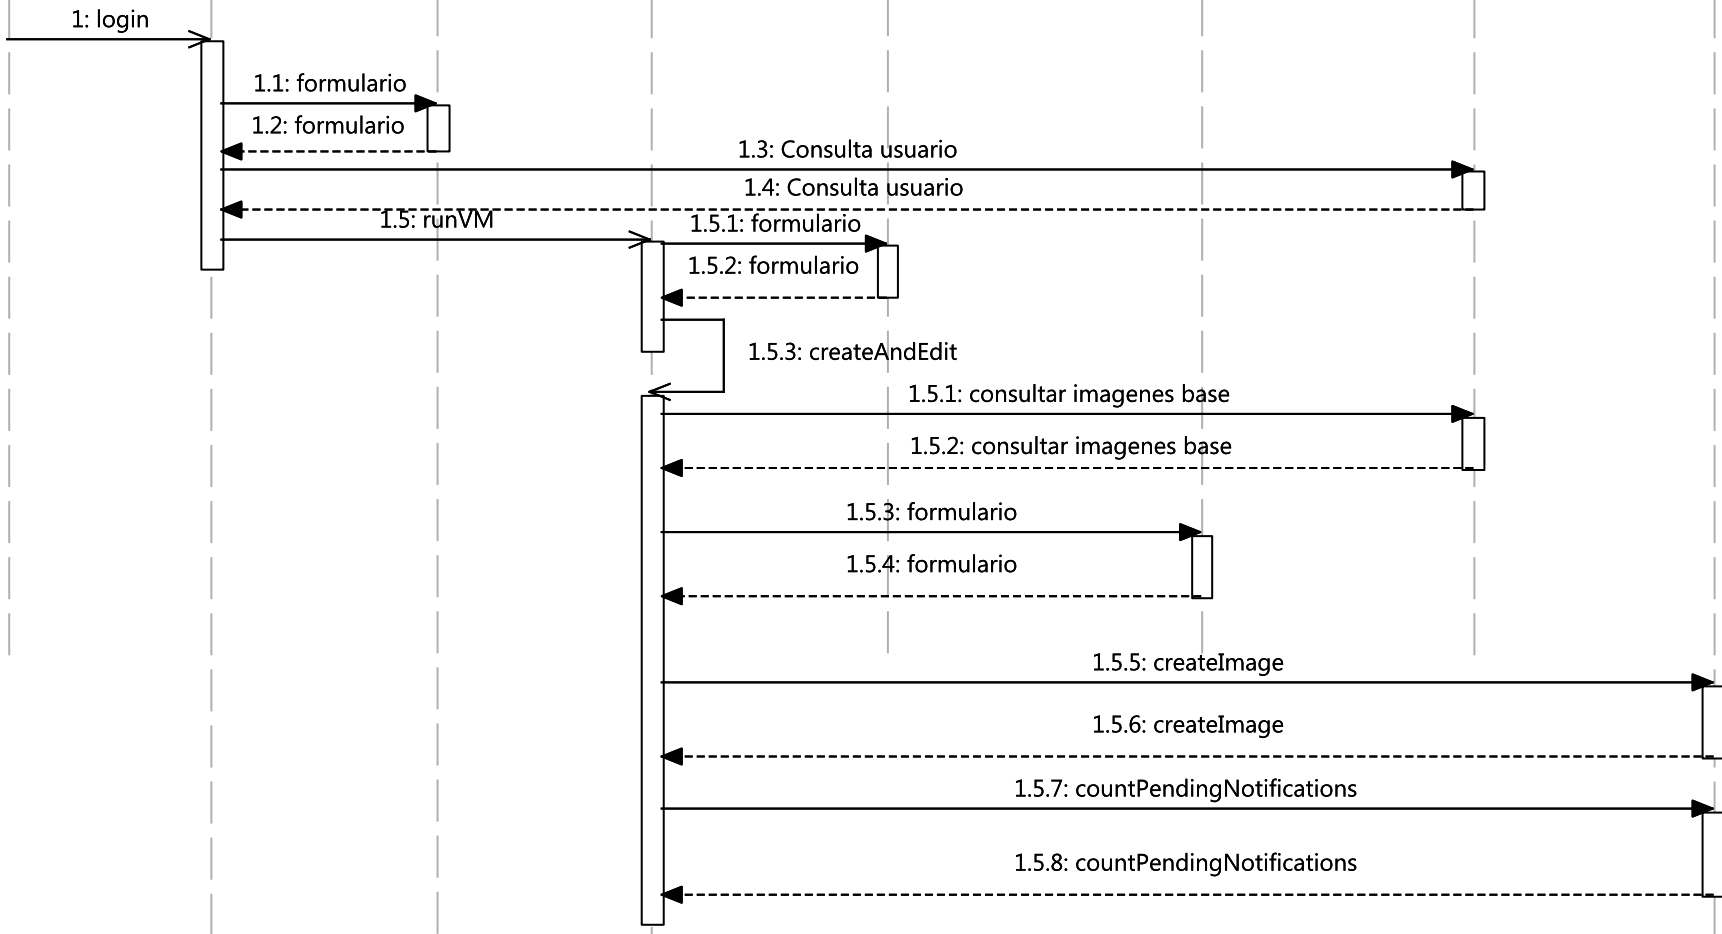 1: login
1.1: formulario
1.2: formulario
1.3: Consulta usuario
1.4: Consulta usuario
1.5: runVM
1.5.1: formulario
1.5.2: formulario
1.5.3: createAndEdit
1.5.1: consultar imagenes base
1.5.2: consultar imagenes base
1.5.3: formulario
1.5.4: formulario
1.5.5: createImage
1.5.6: createImage
1.5.7: countPendingNotifications
1.5.8: countPendingNotifications